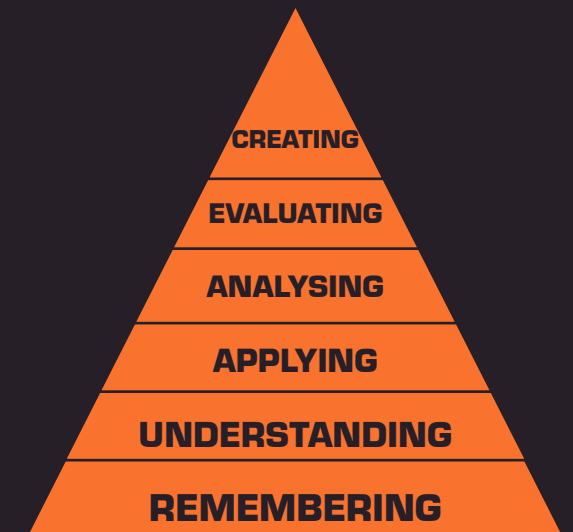 CREATING
EVALUATING
ANALYSING
APPLYING
UNDERSTANDING
REMEMBERING